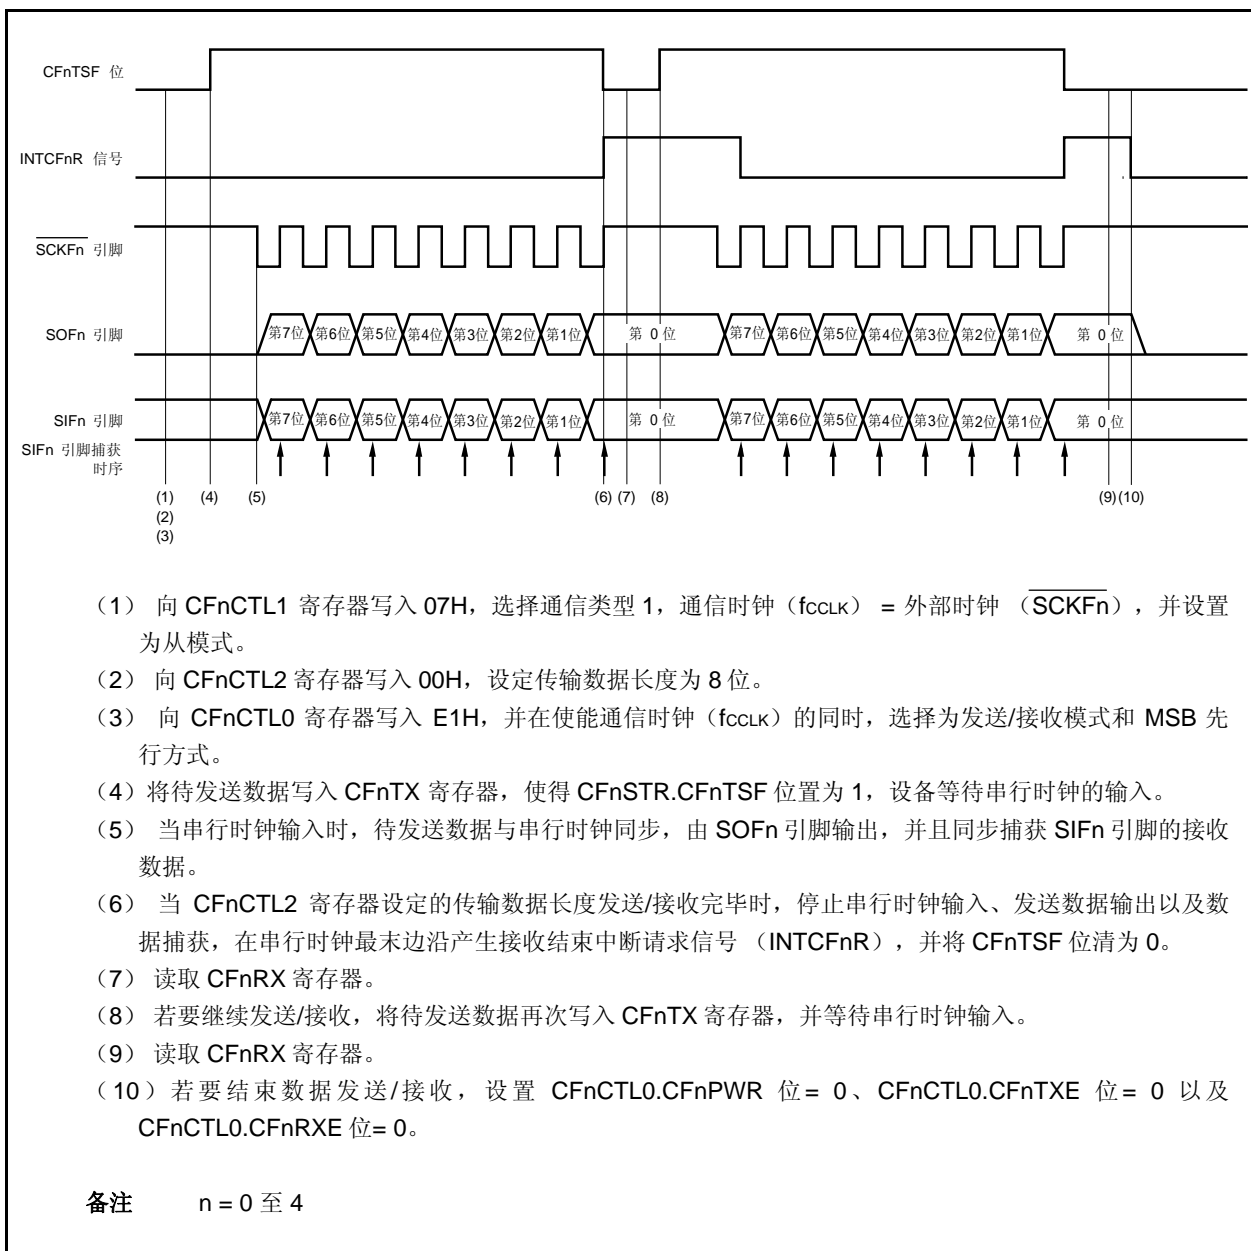 CFnTSF 位
INTCFnR 信号
SCKFn 引脚
SOFn 引脚
第7位 第6位 第5位 第4位 第3位 第2位 第1位 第 0 位 第7位 第6位 第5位 第4位 第3位 第2位 第1位 第 0 位
SIFn 引脚
第7位 第6位 第5位 第4位 第3位 第2位 第1位 第 0 位 第7位 第6位 第5位 第4位 第3位 第2位 第1位 第 0 位
SIFn 引脚捕获
时序
(1) (4) (5) (6) (7) (8) (9) (10)
(2)
(3)
（1） 向 CFnCTL1 寄存器写入 07H，选择通信类型 1，通信时钟（fCCLK） = 外部时钟 （SCKFn），并设置
为从模式。
（2） 向 CFnCTL2 寄存器写入 00H，设定传输数据长度为 8 位。
（3） 向 CFnCTL0 寄存器写入 E1H，并在使能通信时钟（fCCLK）的同时，选择为发送/接收模式和 MSB 先
行方式。
（4）将待发送数据写入 CFnTX 寄存器，使得 CFnSTR.CFnTSF 位置为 1，设备等待串行时钟的输入。
（5） 当串行时钟输入时，待发送数据与串行时钟同步，由 SOFn 引脚输出，并且同步捕获 SIFn 引脚的接收
数据。
（6） 当 CFnCTL2 寄存器设定的传输数据长度发送/接收完毕时，停止串行时钟输入、发送数据输出以及数
据捕获，在串行时钟最末边沿产生接收结束中断请求信号 （INTCFnR），并将 CFnTSF 位清为 0。
（7） 读取 CFnRX 寄存器。
（8） 若要继续发送/接收，将待发送数据再次写入 CFnTX 寄存器，并等待串行时钟输入。
（9） 读取 CFnRX 寄存器。
（10）若要结束数据发送/接收，设置 CFnCTL0.CFnPWR 位= 0、CFnCTL0.CFnTXE 位= 0 以及
CFnCTL0.CFnRXE 位= 0。
备注 n = 0 至 4